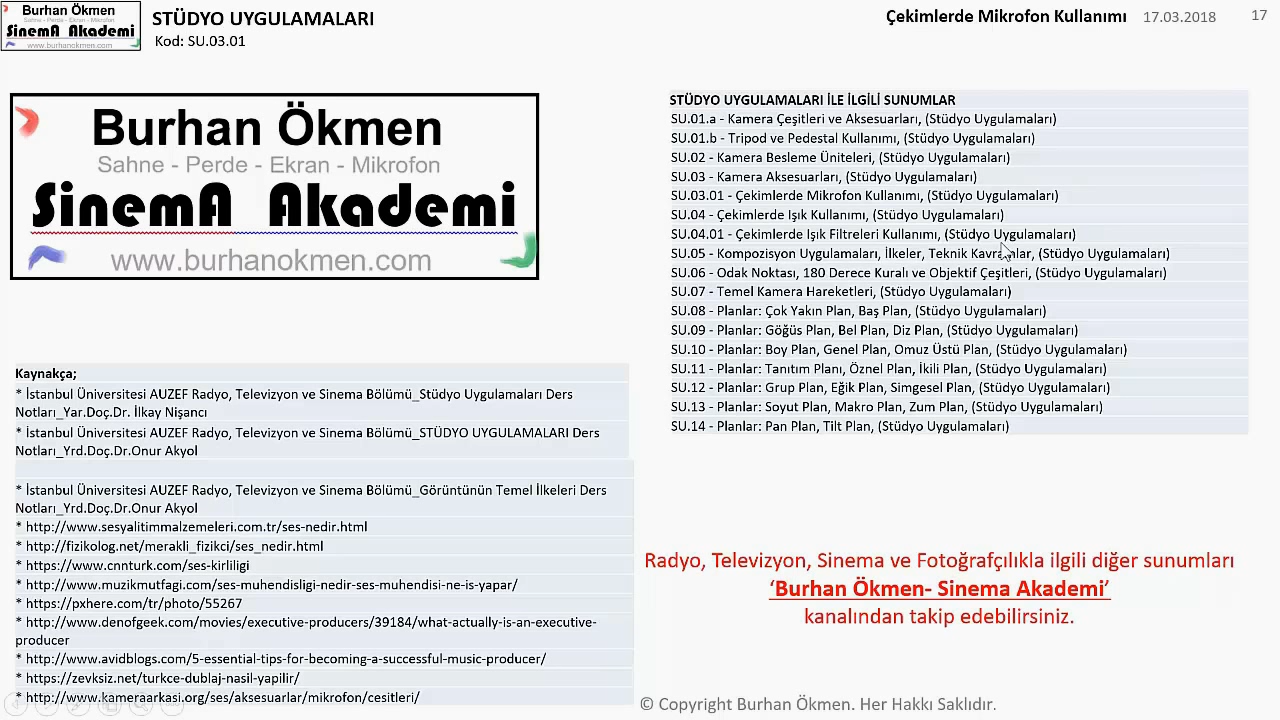 Burhan Ökmen
Sahne - Perde - Ekran - Mikrofon
SinemA Akademi
www.burhanokmen.com
STÜDYO UYGULAMALARI
Kod: SU.03.01
Çekimlerde Mikrofon Kullanımı 17.03.2018 17
Burhan Ökmen
Sahne - Perde - Ekran - Mikrofon
SinemA Akademi
www.burhanokmen.com
STÜDYO UYGULAMALARI İLE İLGİLİ SUNUMLAR
SU.01.a - Kamera Çeşitleri ve Aksesuarları, (Stüdyo Uygulamaları)
SU.01.b - Tripod ve Pedestal Kullanımı, (Stüdyo Uygulamaları)
SU.02 - Kamera Besleme Üniteleri, (Stüdyo Uygulamaları)
SU.03 - Kamera Aksesuarları, (Stüdyo Uygulamaları)
SU.03.01 - Çekimlerde Mikrofon Kullanımı, (Stüdyo Uygulamaları)
SU.04 - Çekimlerde Işık Kullanımı, (Stüdyo Uygulamaları)
SU.04.01 - Çekimlerde Işık Filtreleri Kullanımı, (Stüdyo Uygulamaları)
SU.05 - Kompozisyon Uygulamaları, İlkeler, Teknik Kavramlar, (Stüdyo Uygulamaları)
SU.06 - Odak Noktası, 180 Derece Kuralı ve Objektif Çeşitleri, (Stüdyo Uygulamaları)
SU.07 - Temel Kamera Hareketleri, (Stüdyo Uygulamaları)
SU.08 - Planlar: Çok Yakın Plan, Baş Plan, (Stüdyo Uygulamaları)
SU.09 - Planlar: Göğüs Plan, Bel Plan, Diz Plan, (Stüdyo Uygulamaları)
SU.10 - Planlar: Boy Plan, Genel Plan, Omuz Üstü Plan, (Stüdyo Uygulamaları)
SU.11 - Planlar: Tanıtım Planı, Öznel Plan, İkili Plan, (Stüdyo Uygulamaları)
SU.12 - Planlar: Grup Plan, Eğik Plan, Simgesel Plan, (Stüdyo Uygulamaları)
SU.13 - Planlar: Soyut Plan, Makro Plan, Zum Plan, (Stüdyo Uygulamaları)
SU.14 - Planlar: Pan Plan, Tilt Plan, (Stüdyo Uygulamaları)
Kaynakça;
* İstanbul Üniversitesi AUZEF Radyo, Televizyon ve Sinema Bölümü_Stüdyo Uygulamaları Ders
Notları_Yar.Doç.Dr. İlkay Nişancı
* İstanbul Üniversitesi AUZEF Radyo, Televizyon ve Sinema Bölümü_STÜDYO UYGULAMALARI Ders
Notları_Yrd.Doç.Dr.Onur Akyol
* İstanbul Üniversitesi AUZEF Radyo, Televizyon ve Sinema Bölümü_Görüntünün Temel İlkeleri Ders
Notları_Yrd.Doç.Dr.Onur Akyol
* http://www.sesyalitimmalzemeleri.com.tr/ses-nedir.html
* http://fizikolog.net/merakli_fizikci/ses_nedir.html
* https://www.cnnturk.com/ses-kirliligi
* http://www.muzikmutfagi.com/ses-muhendisligi-nedir-ses-muhendisi-ne-is-yapar/
* https://pxhere.com/tr/photo/55267
* http://www.denofgeek.com/movies/executive-producers/39184/what-actually-is-an-executive-
producer
* http://www.avidblogs.com/5-essential-tips-for-becoming-a-successful-music-producer/
* https://zevksiz.net/turkce-dublaj-nasil-yapilir/
* http://www.kameraarkasi.org/ses/aksesuarlar/mikrofon/cesitleri/
Radyo, Televizyon, Sinema ve Fotoğrafçılıkla ilgili diğer sunumları
‘Burhan Ökmen- Sinema Akademi’
kanalından takip edebilirsiniz.
© Copyright Burhan Ökmen. Her Hakkı Saklıdır.